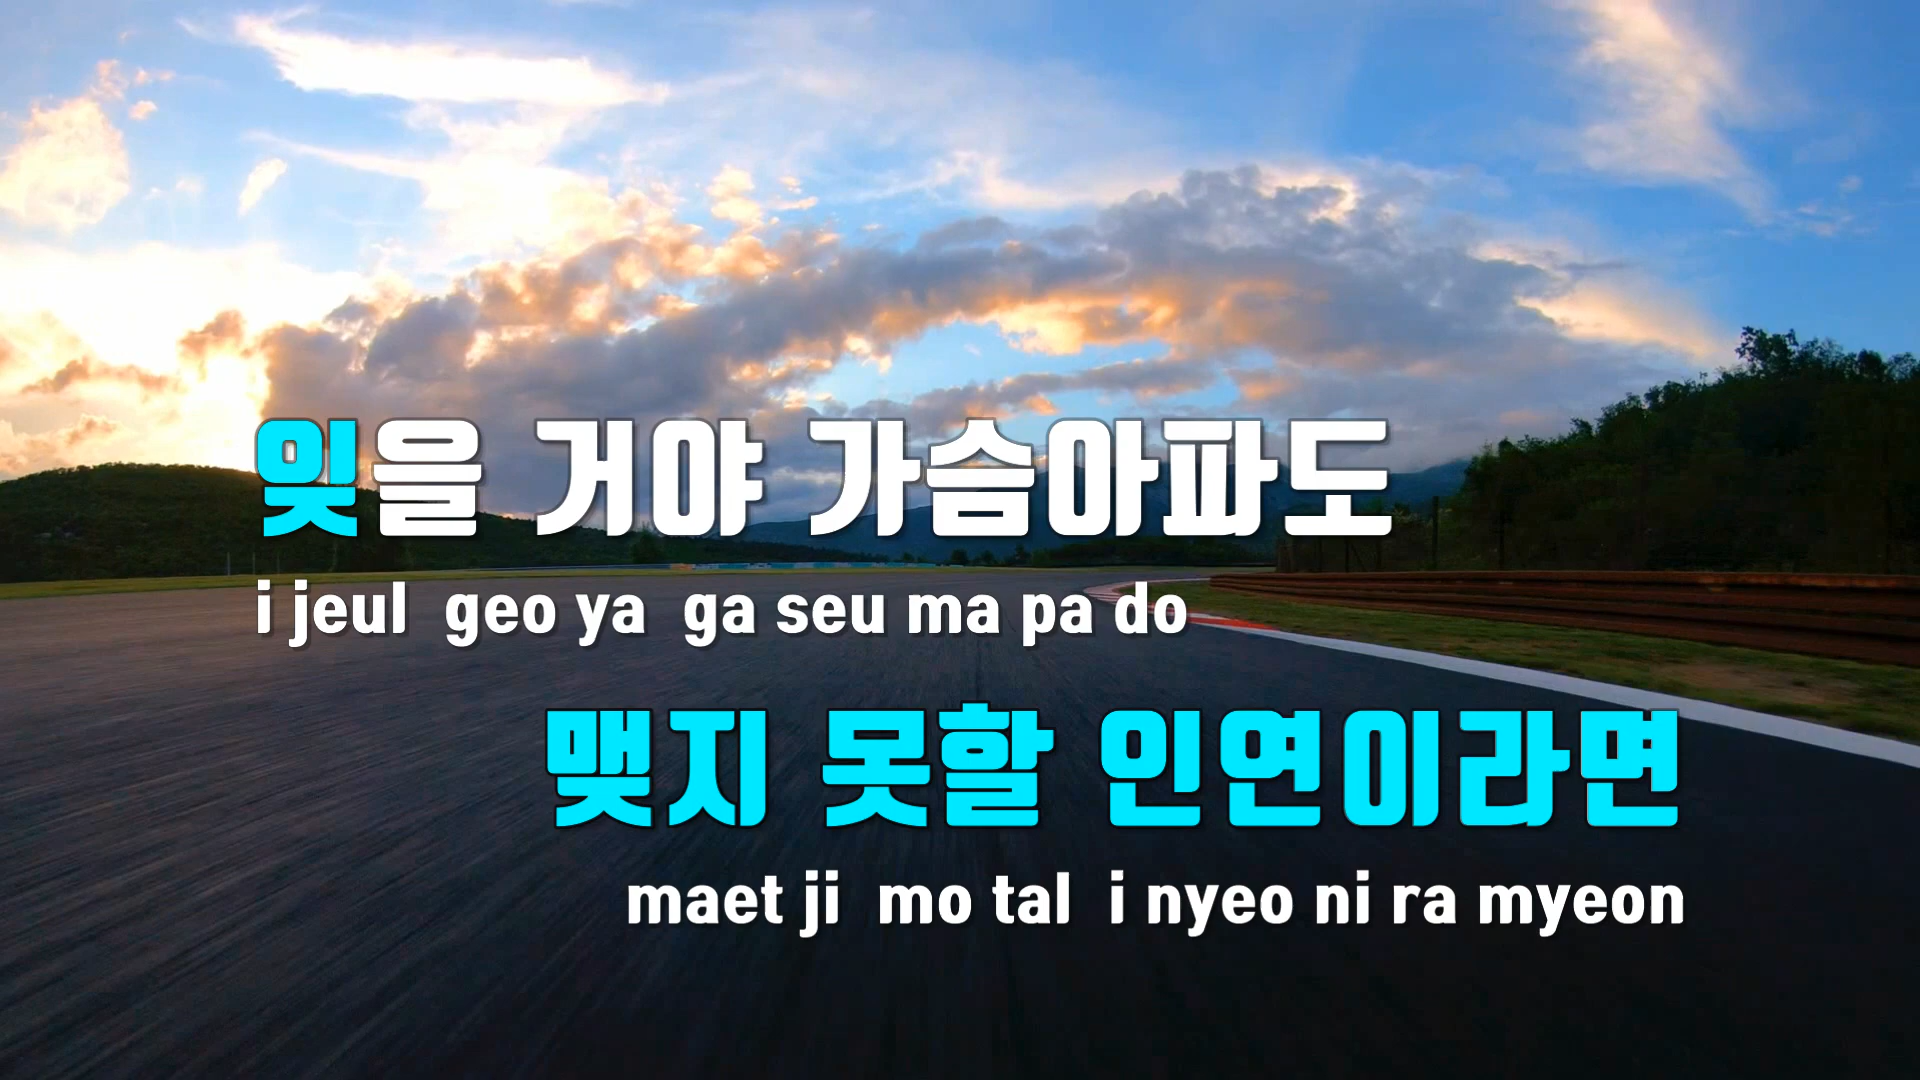 잊을 거야 가슴아파도
i jeul geo ya ga seu ma pa do
맺지 못할 인연이라면
maet ji mo tal i nyeo ni ra myeon